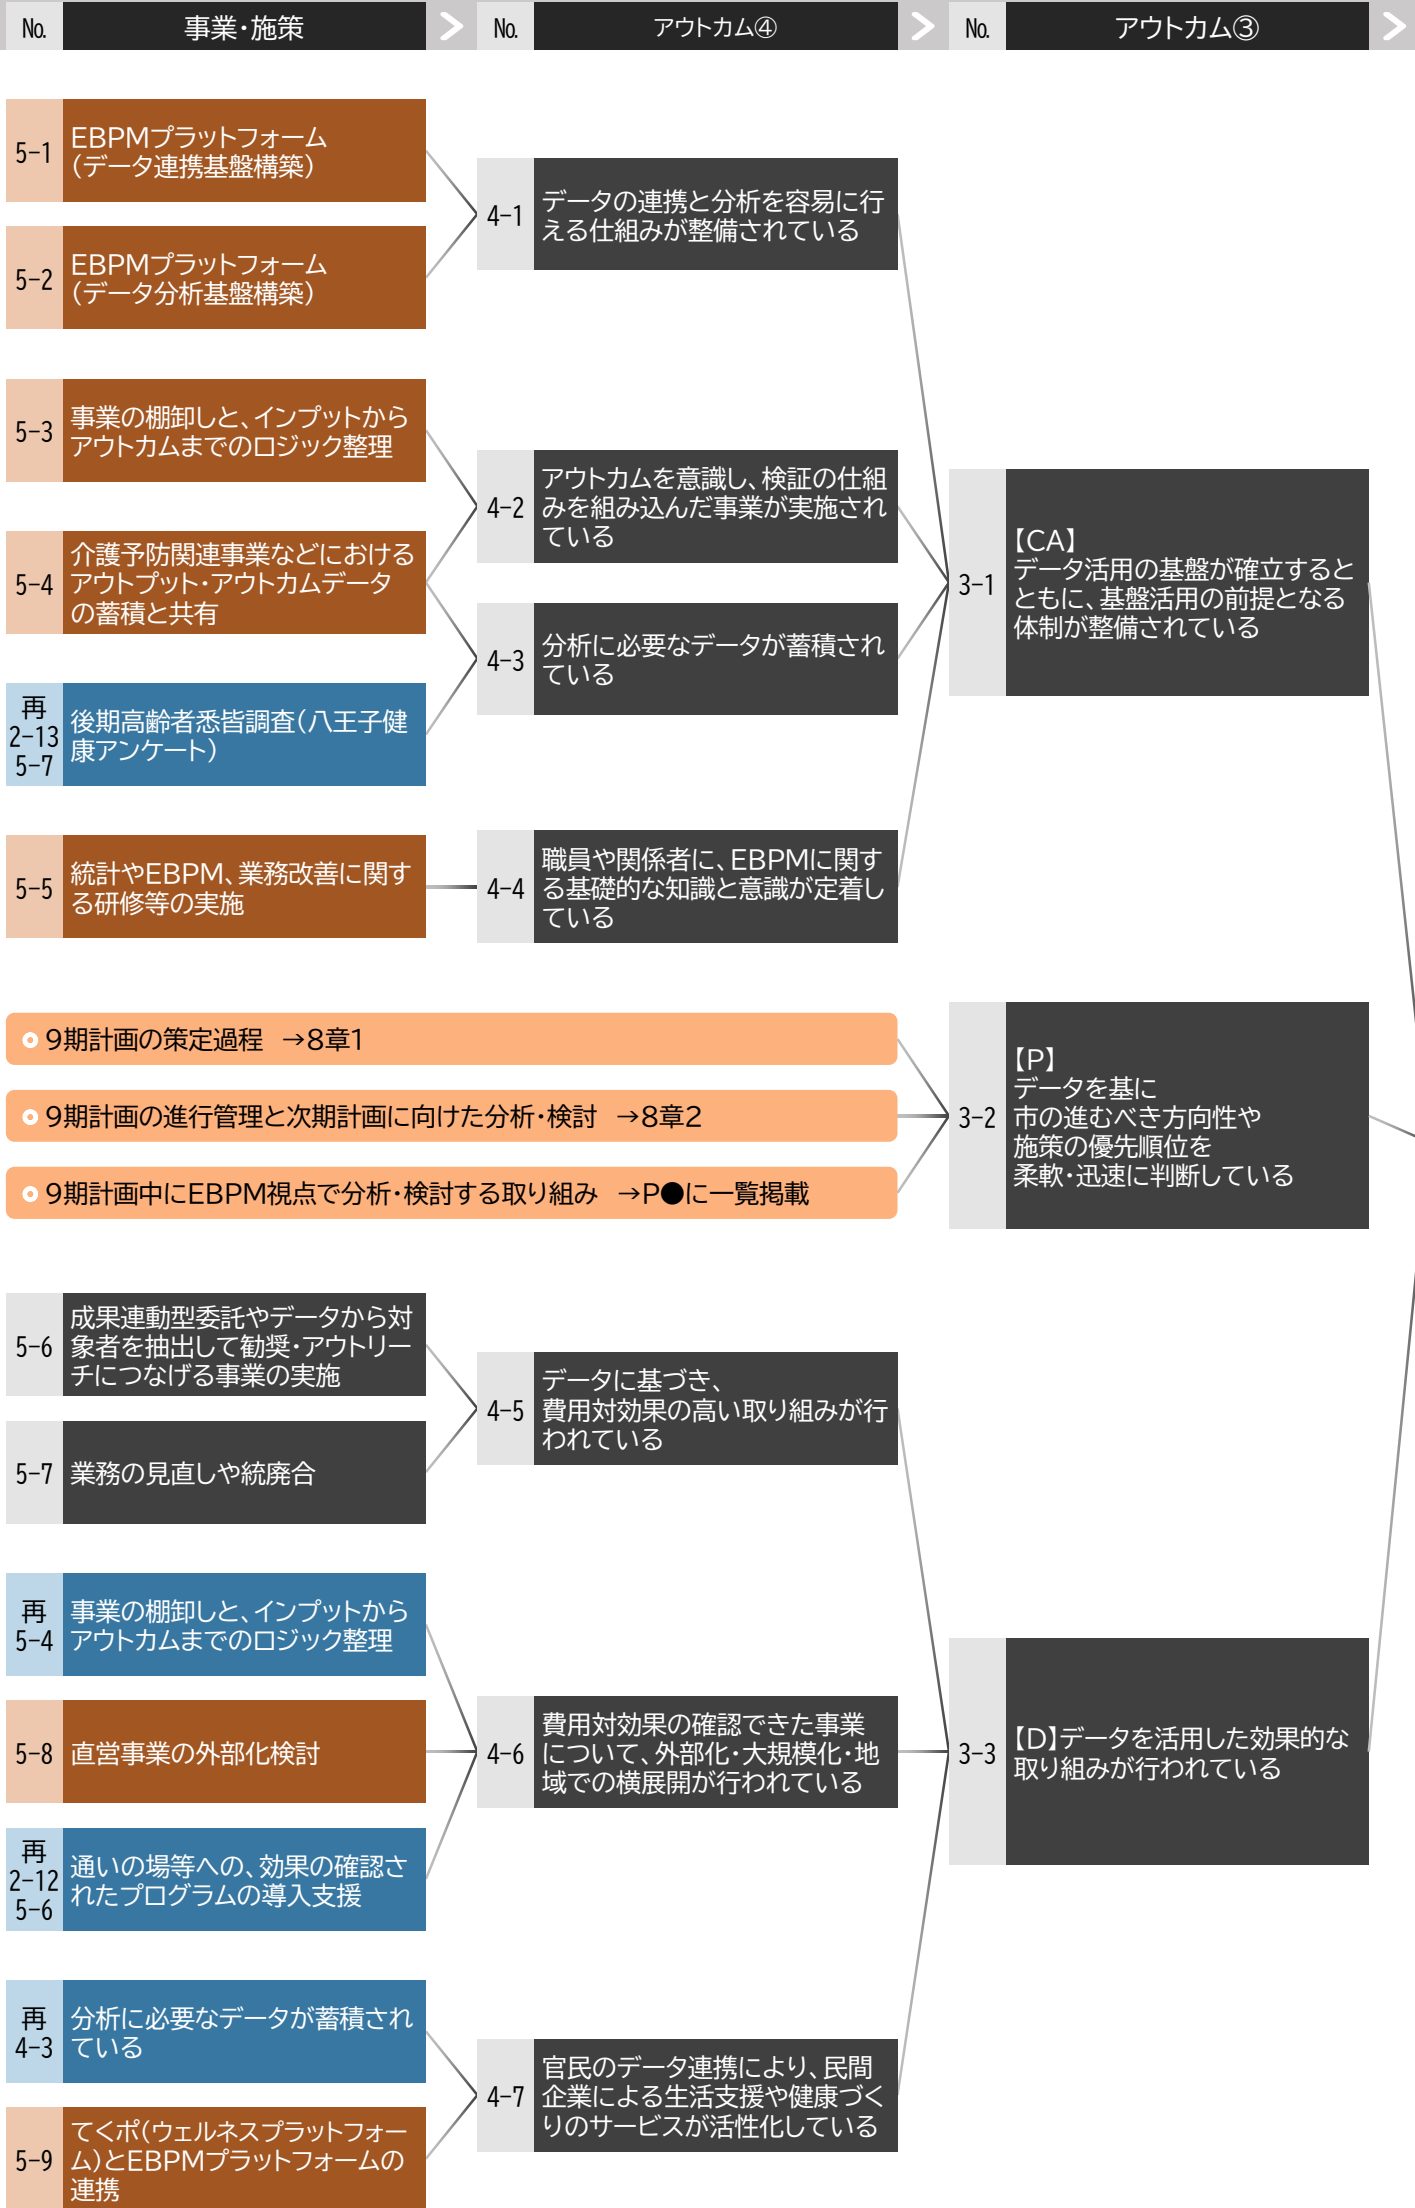 No. 事業・施策 No. アウトカム④ No. アウトカム③
5-1
EBPMプラットフォーム
(データ連携基盤構築)
5-2
EBPMプラットフォーム
(データ分析基盤構築)
4-1
データの連携と分析を容易に行
える仕組みが整備されている
5-3
事業の棚卸しと、インプットから
アウトカムまでのロジック整理
5-4
介護予防関連事業などにおける
アウトプット・アウトカムデータ
の蓄積と共有
再
2-13
5-7
後期高齢者悉皆調査(八王子健
康アンケート)
4-2
アウトカムを意識し、検証の仕組
みを組み込んだ事業が実施され
ている
4-3
分析に必要なデータが蓄積され
ている
5-5
統計やEBPM、業務改善に関す
る研修等の実施
4-4
職員や関係者に、EBPMに関す
る基礎的な知識と意識が定着し
ている
3-1
【CA】
データ活用の基盤が確立すると
ともに、基盤活用の前提となる
体制が整備されている
9期計画の策定過程 →8章1
9期計画の進行管理と次期計画に向けた分析・検討 →8章2
9期計画中にEBPM視点で分析・検討する取り組み →P●に一覧掲載
3-2
【P】
データを基に
市の進むべき方向性や
施策の優先順位を
柔軟・迅速に判断している
5-6
成果連動型委託やデータから対
象者を抽出して勧奨・アウトリー
チにつなげる事業の実施
5-7
業務の見直しや統廃合
4-5
データに基づき、
費用対効果の高い取り組みが行
われている
再
5-4
事業の棚卸しと、インプットから
アウトカムまでのロジック整理
5-8
直営事業の外部化検討
再
2-12
5-6
通いの場等への、効果の確認さ
れたプログラムの導入支援
4-6
費用対効果の確認できた事業
について、外部化・大規模化・地
域での横展開が行われている
3-3
【D】データを活用した効果的な
取り組みが行われている
再
4-3
分析に必要なデータが蓄積され
ている
5-9
てくポ(ウェルネスプラットフォー
ム)とEBPMプラットフォームの
連携
4-7
官民のデータ連携により、民間
企業による生活支援や健康づく
りのサービスが活性化している